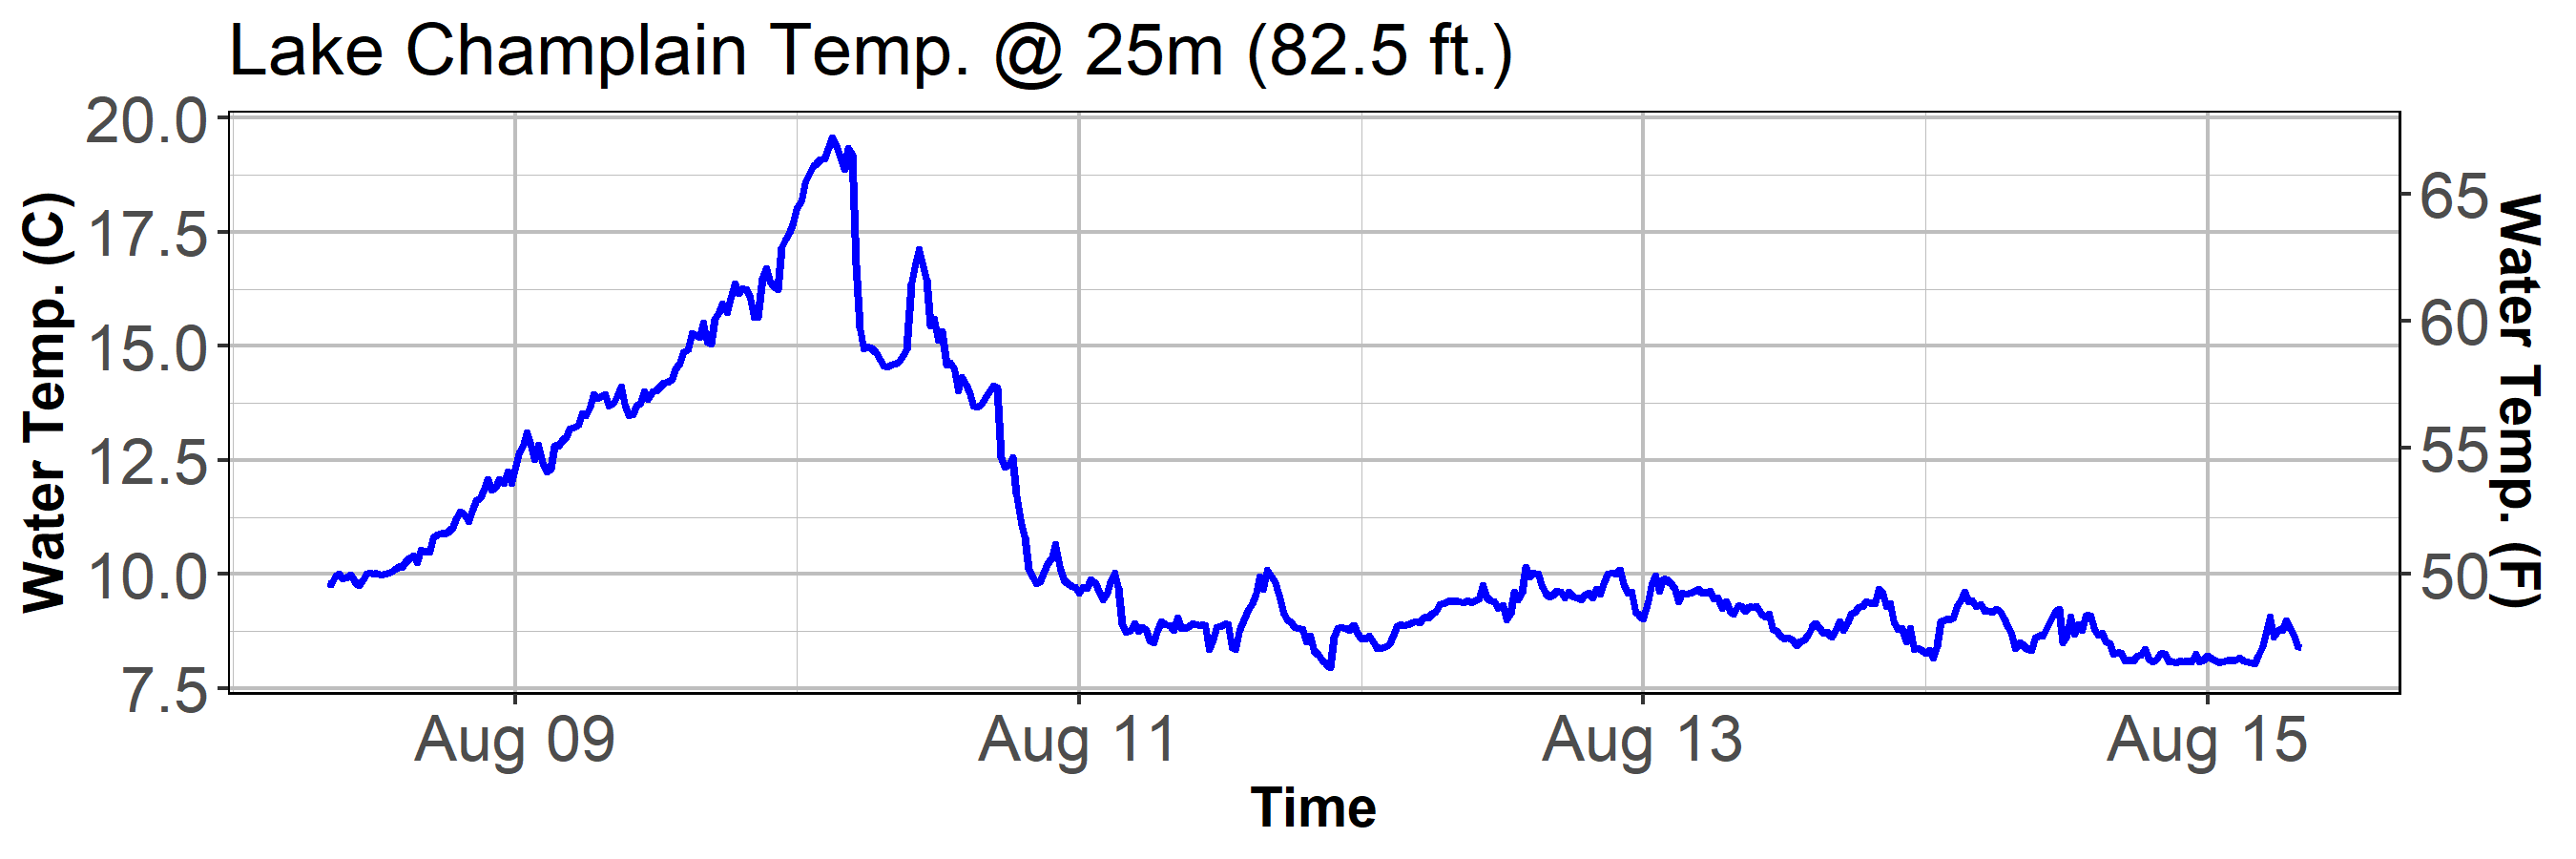 Lake Champlain Temp. @ 25m (82.5 ft.)
Water Temp. (C)
20.0
17.5
15.0
12.5
10.0
7.5
65
60
55
50
Water Temp. (F)
Aug 09
Aug 11
Aug 13
Aug 15
Time